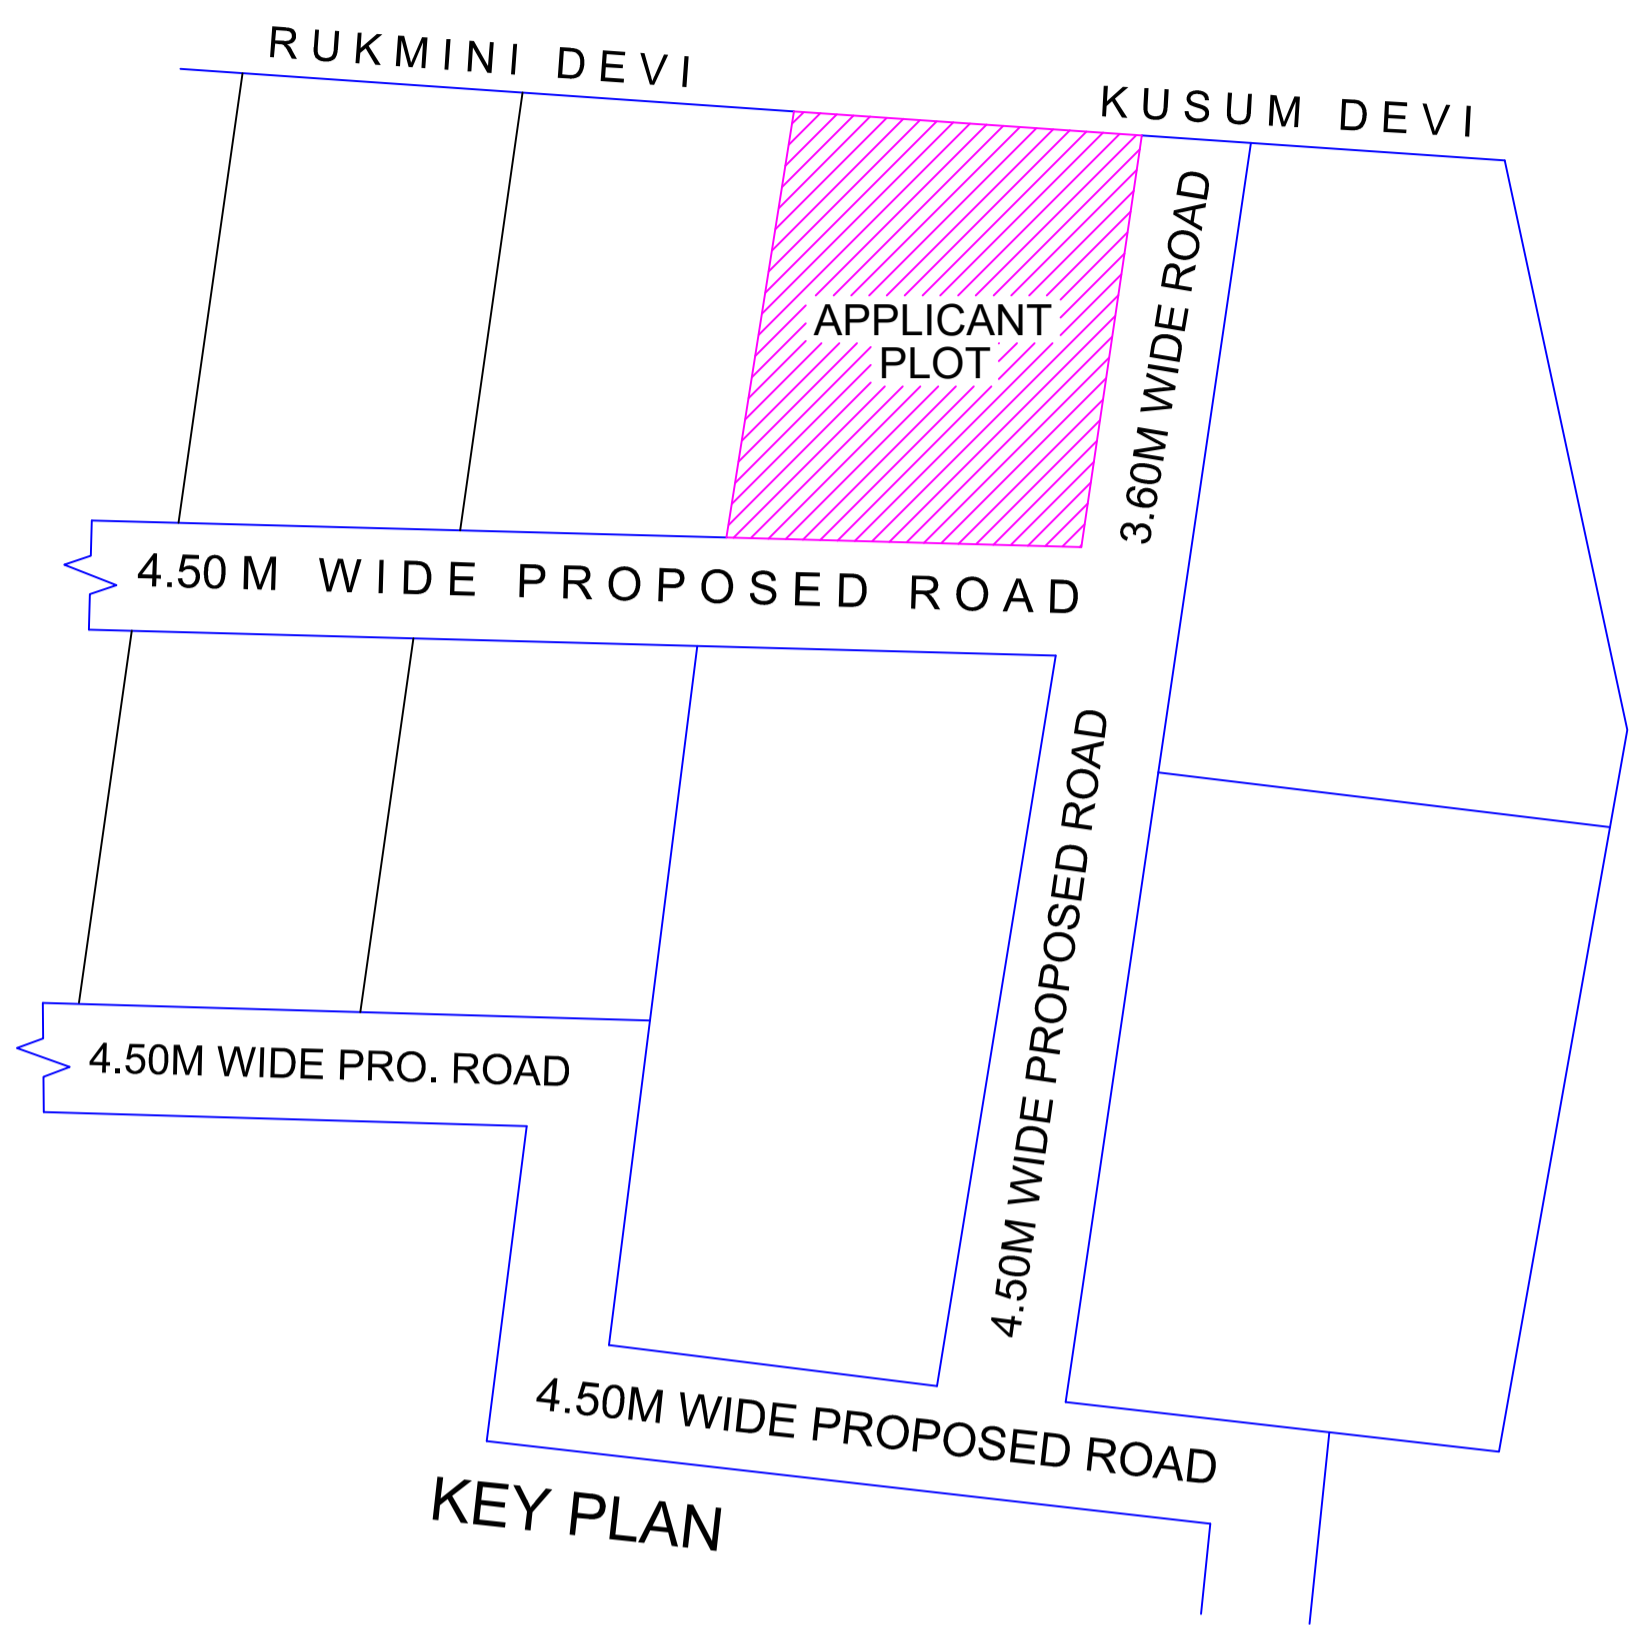 RUKMINI DEVI
KUSUM DEVI
APPLICANT
PLOT
3.60M WIDE ROAD
4.50 M WIDE PROPOSED ROAD
4.50M WIDE PROPOSED ROAD
4.50M WIDE PRO. ROAD
4.50M WIDE PROPOSED ROAD
KEY PLAN